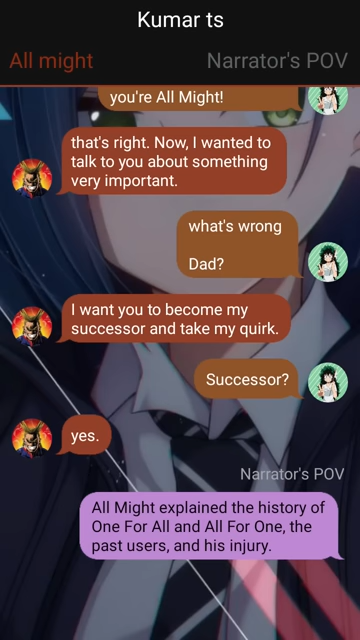 Kumar ts
All might
Narrator's POV
you're All Might!
that's right. Now, I wanted to
talk to you about something
very important.
what's wrong
Dad?
I want you to become my
successor and take my quirk.
Successor?
yes.
Narrator's POV
All Might explained the history of
One For All and All For One, the
past users, and his injury.